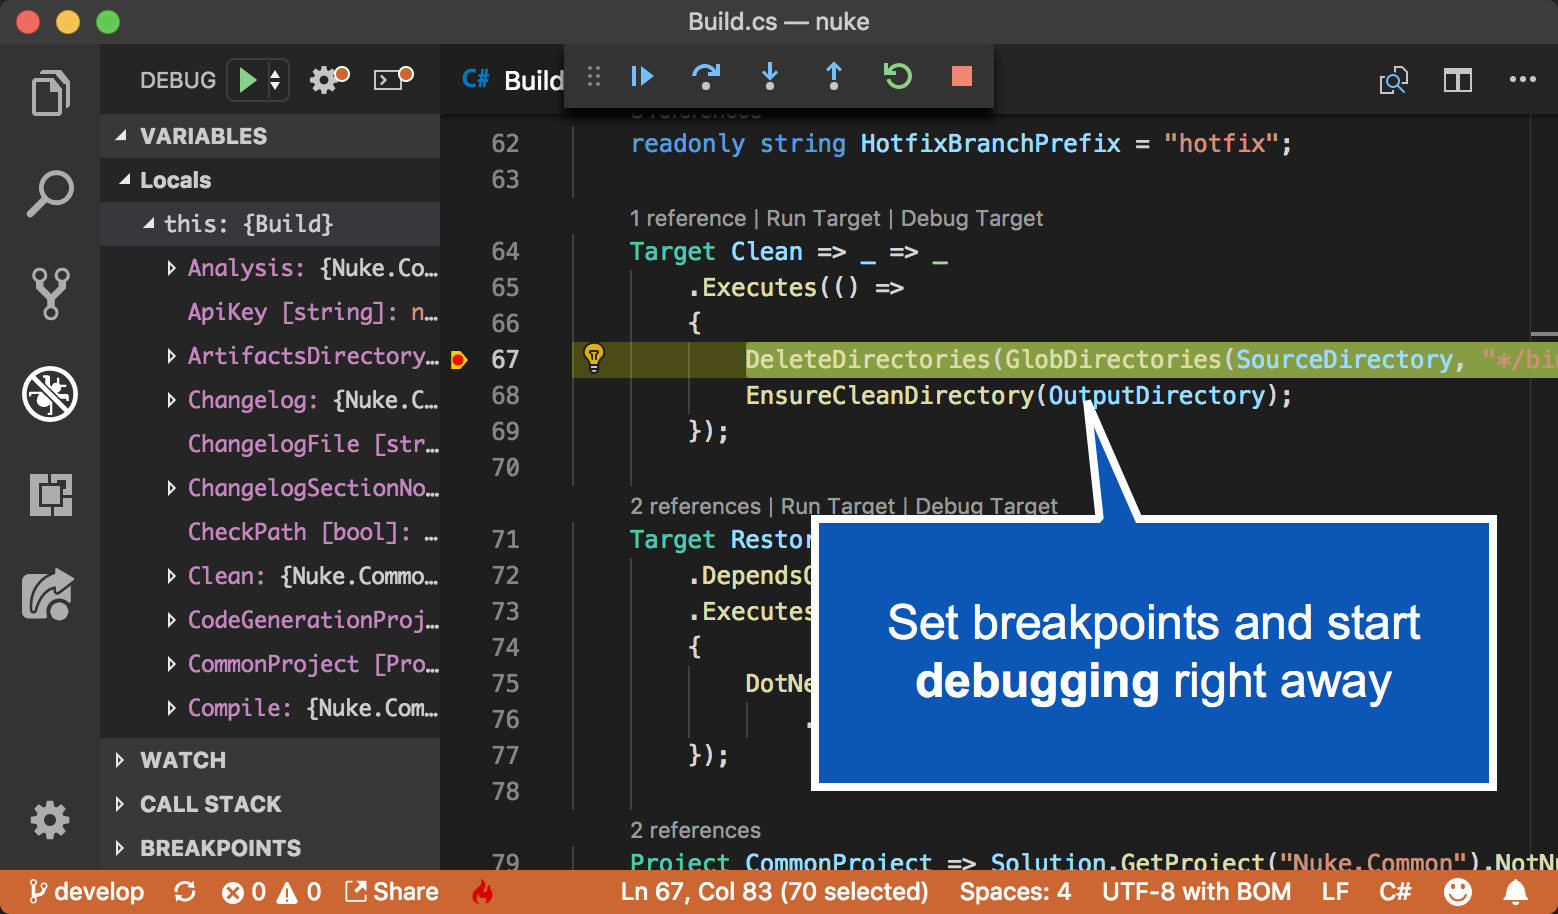 Build.cs — nuke
DEBUG
C# Build
VARIABLES
Locals
this: {Build}
Analysis: {Nuke.Co…
ApiKey [string]: n…
ArtifactsDirectory…
Changelog: {Nuke.C…
ChangelogFile [str…
ChangelogSectionNo…
CheckPath [bool]: …
Clean: {Nuke.Commo…
CodeGenerationProj…
CommonProject [Pro…
Compile: {Nuke.Com…
WATCH
CALL STACK
BREAKPOINTS
62 readonly string HotfixBranchPrefix = "hotfix";
63
1 reference | Run Target | Debug Target
64 Target Clean => _ => _
65 .Executes(() =>
66 {
67 DeleteDirectories(GlobDirectories(SourceDirectory, "*/bin
68 EnsureCleanDirectory(OutputDirectory);
69 });
70
2 references | Run Target | Debug Target
71 Target Restor
72 .DependsO
73 .Executes
74 {
75 DotNe
76 .
77 });
78
2 references
79 Project CommonProject => Solution.GetProject("Nuke.Common").NotNu
Set breakpoints and start
debugging right away
develop 0 0 Share Ln 67, Col 83 (70 selected) Spaces: 4 UTF-8 with BOM LF C#